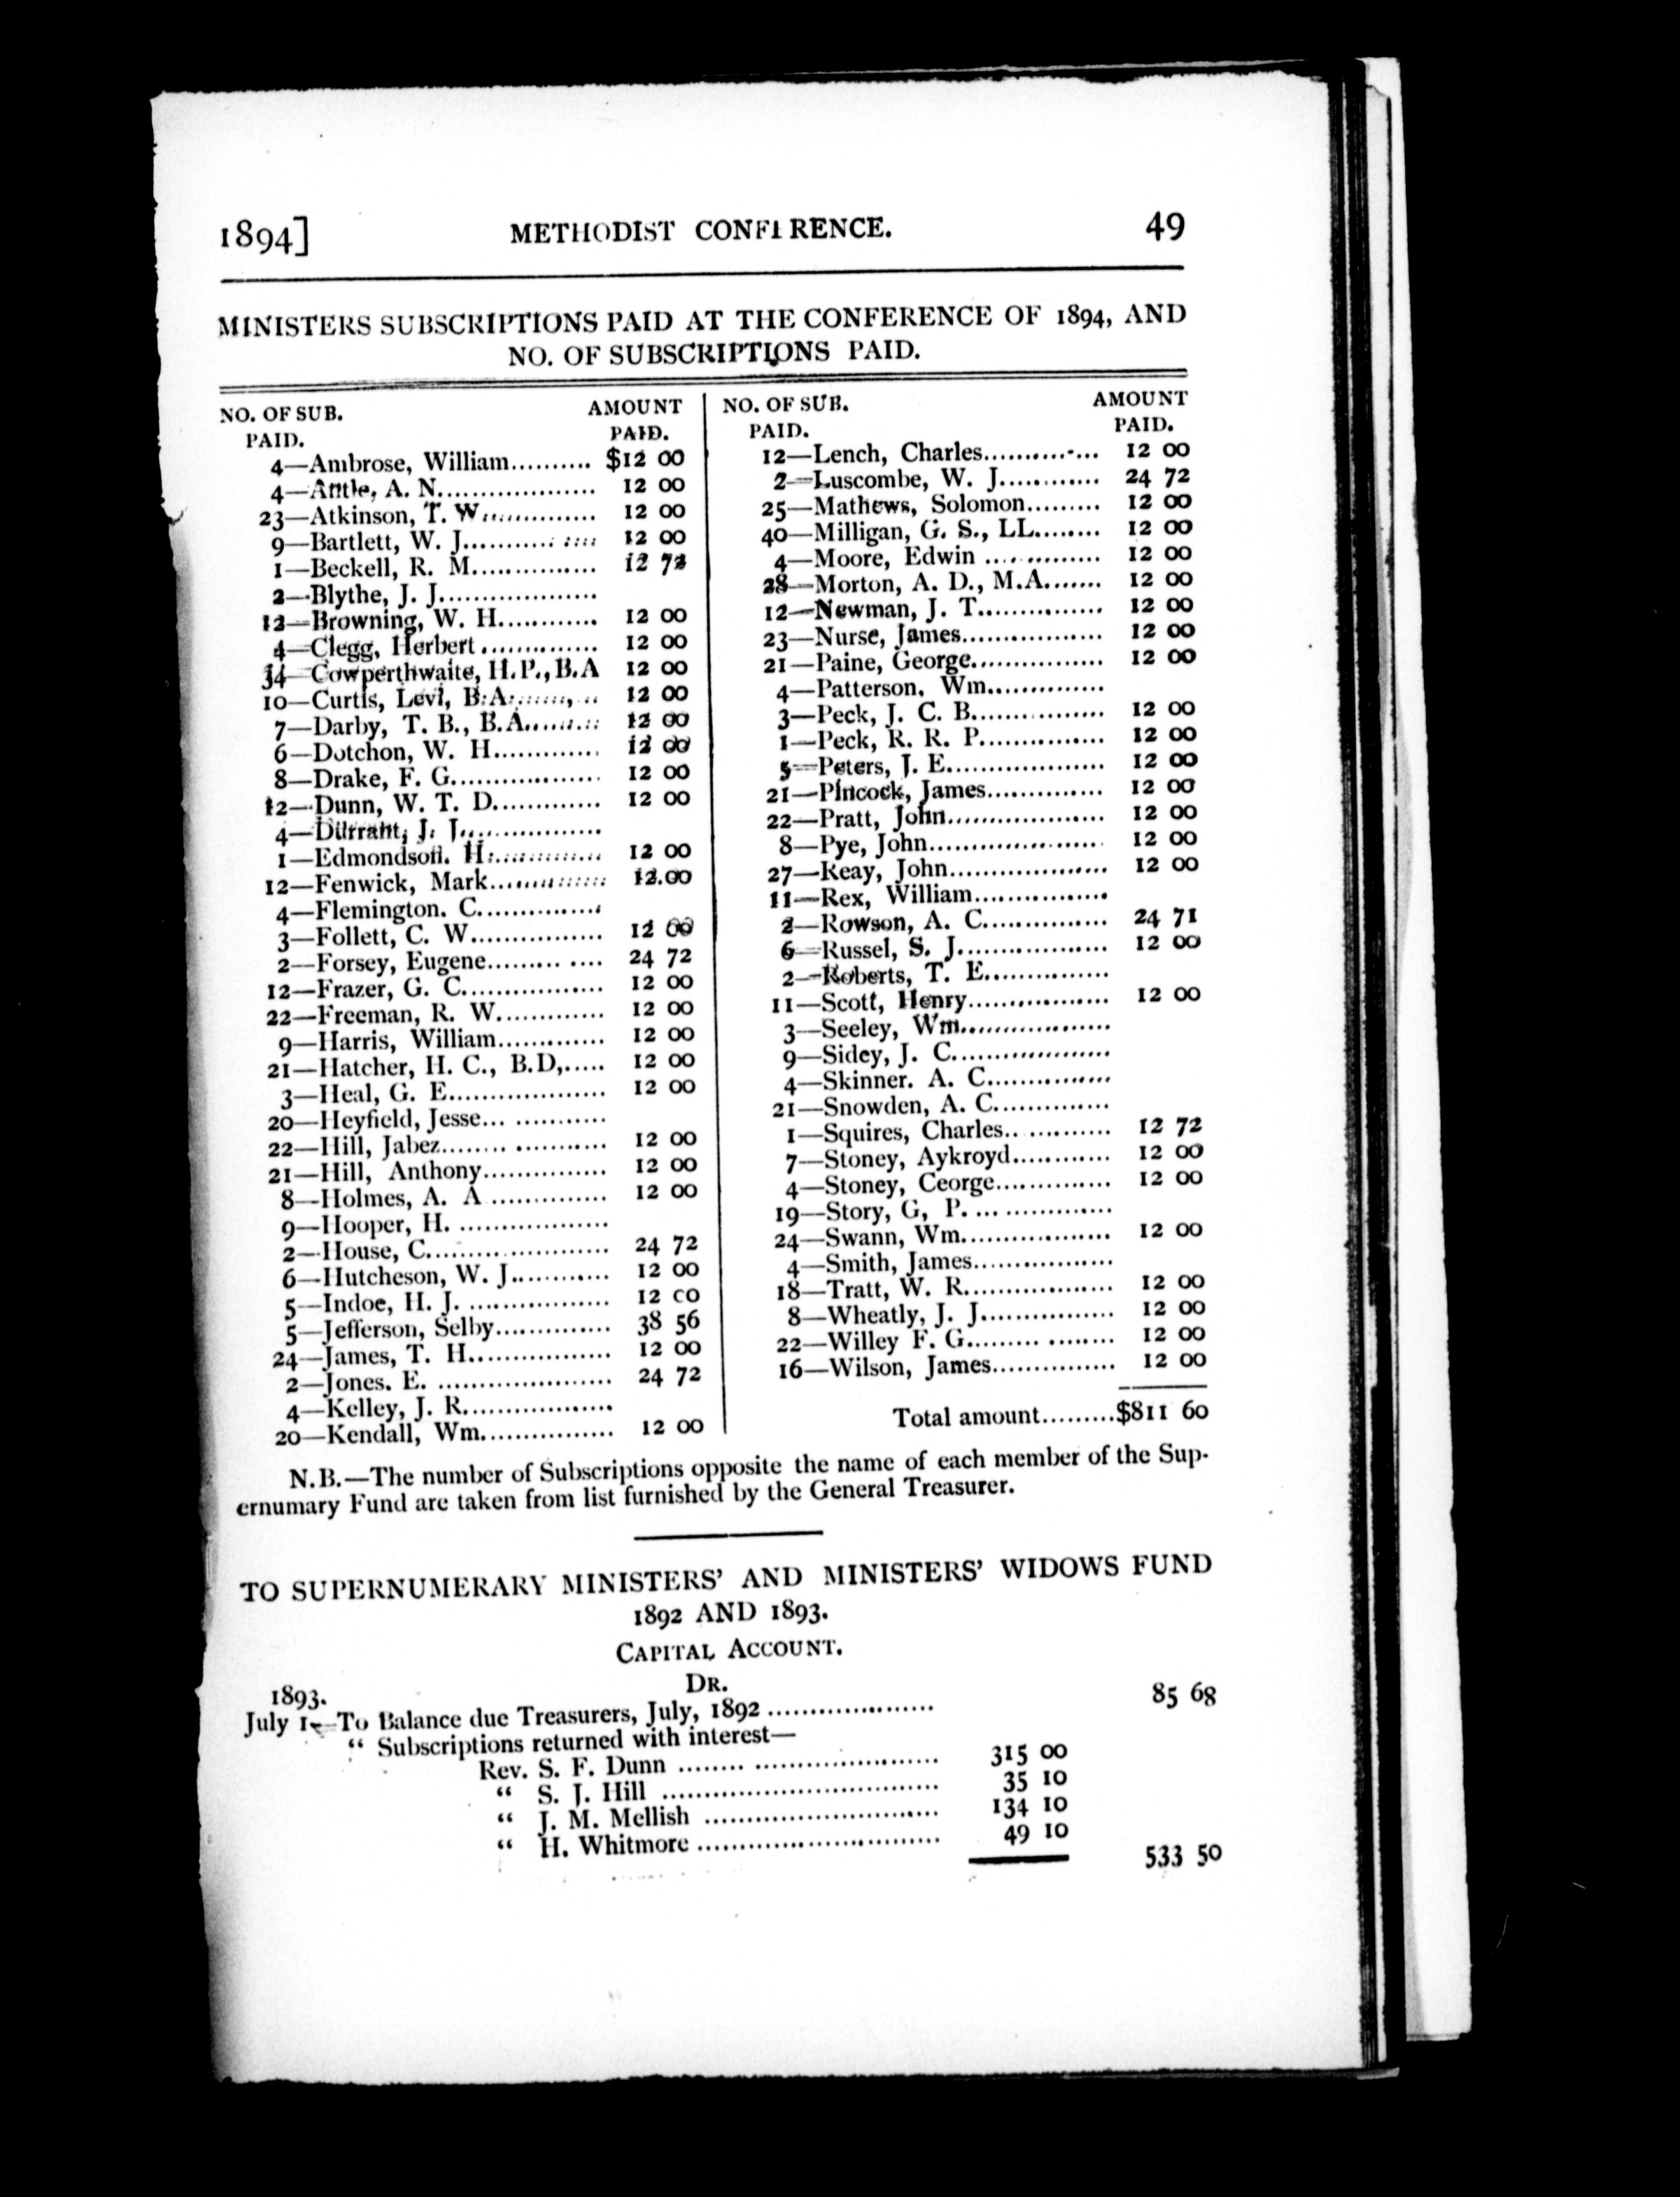 1894] METHODIST CONFERENCE. 49
MINISTERS SUBSCRIPTIONS PAID AT THE CONFERENCE OF 1894, AND
NO. OF SUBSCRIPTIONS PAID.
NO. OF SUB. AMOUNT
PAID. PAID.
4—Ambrose, William.......... $12 00
4—Antle, A. N.................... 12 00
23—Atkinson, T. W.............. 12 00
9—Bartlett, W. J................ 12 00
1—Beckell, R. M............... 12 72
2—Blythe, J. J....................
12—Browning, W. H............ 12 00
4—Clegg, Herbert .............. 12 00
34—Cowperthwaite, H. P., B.A 12 00
10—Curtis, Levi, B.A........... 12 00
7—Darby, T. B., B.A......... 12 00
6—Dotchon, W. H............. 12 00
8—Drake, F. G.................. 12 00
12—Dunn, W. T. D............. 12 00
4—Durrant, J. J.................
1—Edmondson. H.............. 12 00
12—Fenwick, Mark.............. 12.00
4—Flemington. C...............
3—Follett, C. W................ 12 00
2—Forsey, Eugene......... .... 24 72
12—Frazer, G. C................. 12 00
22—Freeman, R. W............. 12 00
9—Harris, William............. 12 00
21—Hatcher, H. C., B.D,..... 12 00
3—Heal, G. E................... 12 00
20—Heyfield, Jesse... ...........
22—Hill, Jabez........ ............ 12 00
21—Hill, Anthony............... 12 00
8—Holmes, A. A .............. 12 00
9—Hooper, H. ..................
2—House, C...................... 24 72
6—Hutcheson, W. J............ 12 00
5—Indoe, H. J. ................. 12 CO
5—Jefferson, Selby.............. 38 56
24—James, T. H................. 12 00
2—Jones. E. ..................... 24 72
4—Kelley, J. R..................
20—Kendall, Wm................ 12 00
NO. OF SUB. AMOUNT
PAID. PAID.
12—Lench, Charles.............. 12 00
2—Luscombe, W. J............ 24 72
25—Mathews, Solomon......... 12 00
40—Milligan, G. S., LL........ 12 00
4—Moore, Edwin .............. 12 00
28—Morton, A. D., M.A....... 12 00
12—Newman, J. T............... 12 00
23—Nurse, James................. 12 00
21—Paine, George................ 12 00
4—Patterson, Wm..............
3—Peck, J. C. B................ 12 00
1—Peck, R. R. P............... 12 00
5—Peters, J. E................... 12 00
21—Pincock, James.............. 12 00
22—Pratt, John................... 12 00
8—Pye, John..................... 12 00
27—Reay, John................... 12 00
11—Rex, William................
2—Rowson, A. C............... 24 71
6—Russel, S. J.................. 12 00
2—Roberts, T. E...............
11—Scott, Henry................. 12 00
3—Seeley, Wm..................
9—Sidey, J. C...................
4—Skinner. A. C...............
21—Snowden, A. C..............
1—Squires, Charles.. .......... 12 72
7—Stoney, Aykroyd............ 12 00
4—Stoney, Ceorge.............. 12 00
19—Story, G, P. ... .............
24—Swann, Wm.................. 12 00
4—Smith, James.................
18—Tratt, W. R.................. 12 00
8—Wheatly, J. J................ 12 00
22—Willey F. G......... ........ 12 00
16—Wilson, James............... 12 00
Total amount.........$811 60
N.B.—The number of Subscriptions opposite the name of each member of the Sup-
ernumary Fund are taken from list furnished by the General Treasurer.
TO SUPERNUMERARY MINISTERS' AND MINISTERS' WIDOWS FUND
1892 AND 1893.
CAPITAL ACCOUNT.
1893. DR.
July 1—To Balance due Treasurers, July, 1892 .................... 85 68
" Subscriptions returned with interest—
Rev. S. F. Dunn ................................ 315 00
" S. J. Hill .................................. 35 10
" J. M. Mellish ............................. 134 10
" H. Whitmore .............................. 49 10
533 50